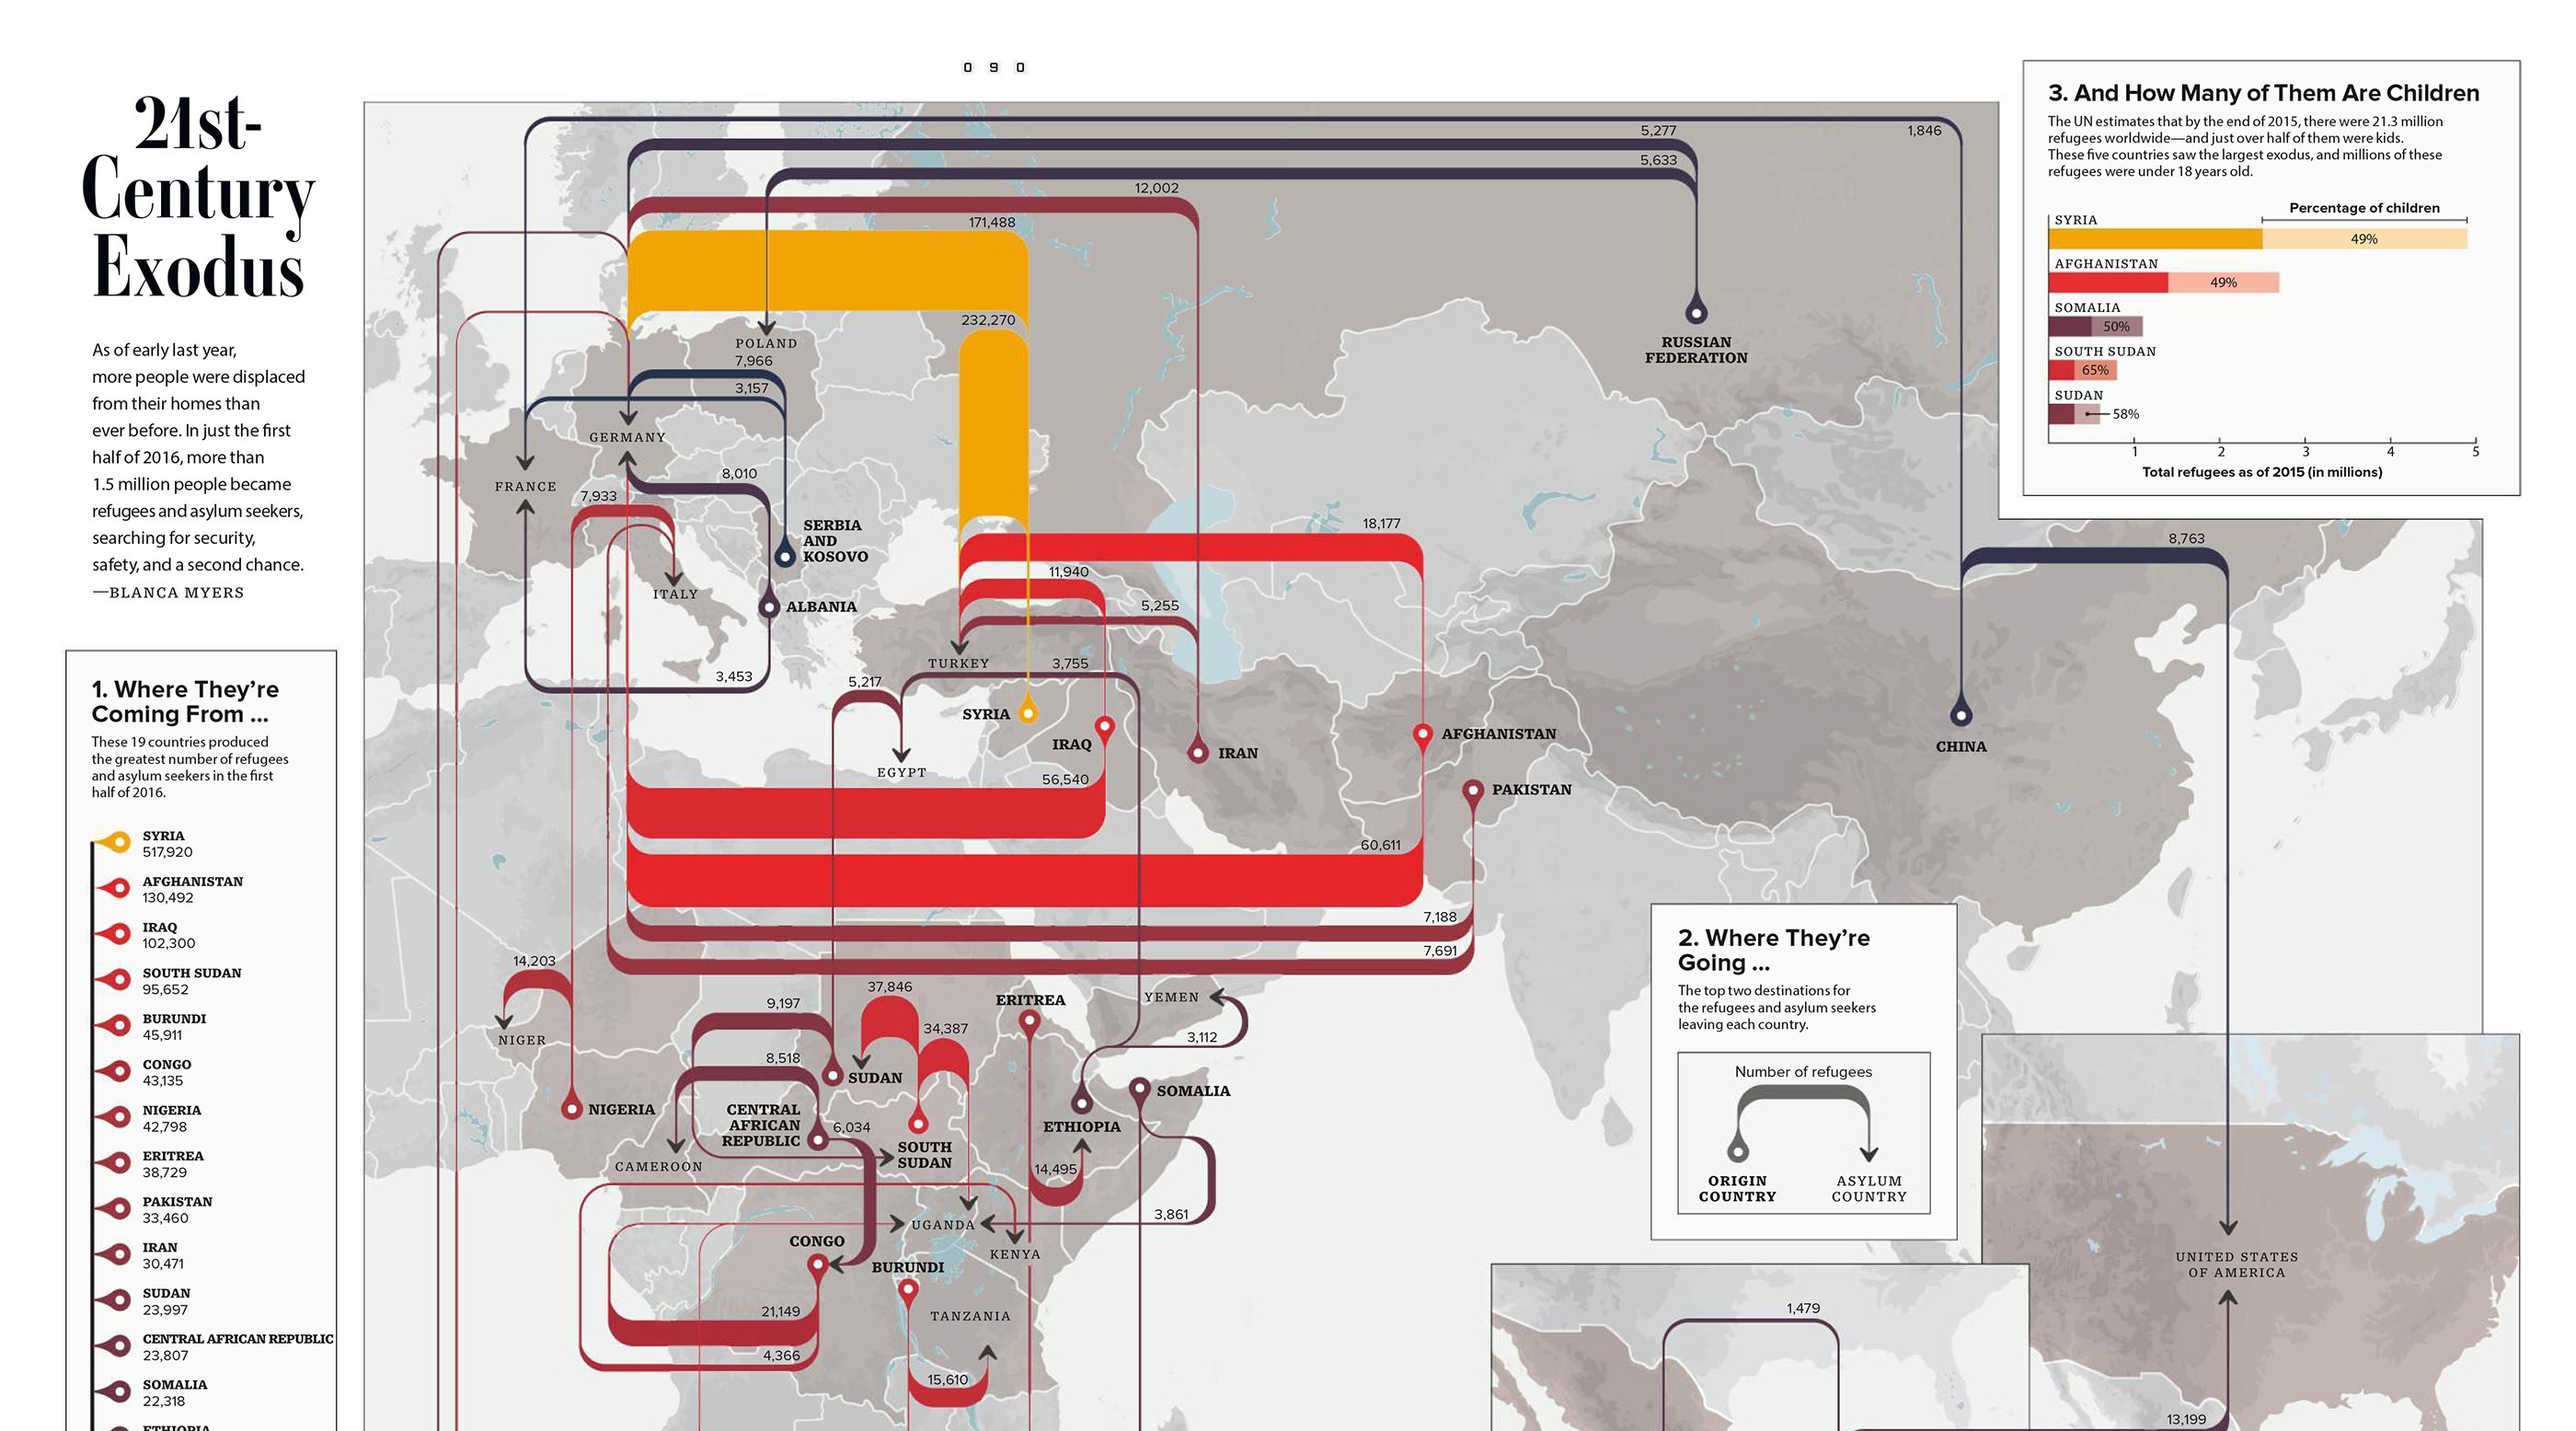 0 9 0
21st-
Century
Exodus
As of early last year,
more people were displaced
from their homes than
ever before. In just the first
half of 2016, more than
1.5 million people became
refugees and asylum seekers,
searching for security,
safety, and a second chance.
—BLANCA MYERS
1. Where They're
Coming From ...
These 19 countries produced
the greatest number of refugees
and asylum seekers in the first
half of 2016.
SYRIA
517,920
AFGHANISTAN
130,492
IRAQ
102,300
SOUTH SUDAN
95,652
BURUNDI
45,911
CONGO
43,135
NIGERIA
42,798
ERITREA
38,729
PAKISTAN
33,460
IRAN
30,471
SUDAN
23,997
CENTRAL AFRICAN REPUBLIC
23,807
SOMALIA
22,318
ETHIOPIA
5,277
1,846
5,633
12,002
171,488
232,270
POLAND
7,966
3,157
RUSSIAN
FEDERATION
GERMANY
8,010
FRANCE
7,933
SERBIA
AND
KOSOVO
18,177
11,940
ITALY
ALBANIA
5,255
TURKEY
3,755
3,453
5,217
SYRIA
IRAQ
IRAN
AFGHANISTAN
CHINA
8,763
EGYPT
56,540
PAKISTAN
60,611
7,188
7,691
14,203
NIGER
9,197
37,846
ERITREA
YEMEN
34,387
3,112
8,518
SUDAN
SOMALIA
NIGERIA
CENTRAL
AFRICAN
REPUBLIC
6,034
ETHIOPIA
SOUTH
SUDAN
CAMEROON
14,495
3,861
UGANDA
KENYA
CONGO
BURUNDI
21,149
TANZANIA
4,366
15,610
2. Where They're
Going ...
The top two destinations for
the refugees and asylum seekers
leaving each country.
Number of refugees
ORIGIN
COUNTRY
ASYLUM
COUNTRY
UNITED STATES
OF AMERICA
1,479
13,199
3. And How Many of Them Are Children
The UN estimates that by the end of 2015, there were 21.3 million
refugees worldwide—and just over half of them were kids.
These five countries saw the largest exodus, and millions of these
refugees were under 18 years old.
Percentage of children
SYRIA
49%
AFGHANISTAN
49%
SOMALIA
50%
SOUTH SUDAN
65%
SUDAN
58%
1 2 3 4 5
Total refugees as of 2015 (in millions)